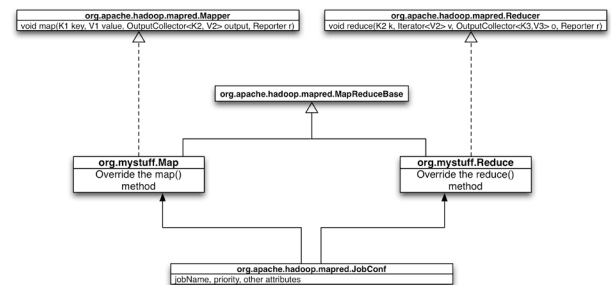 org.apache.hadoop.mapred.Mapper
void map(K1 key, V1 value, OutputCollector<K2, V2> output, Reporter r)
org.apache.hadoop.mapred.Reducer
void reduce(K2 k, Iterator<V2> v, OutputCollector<K3,V3> o, Reporter r)
org.apache.hadoop.mapred.MapReduceBase
org.mystuff.Map
Override the map()
method
org.mystuff.Reduce
Override the reduce()
method
org.apache.hadoop.mapred.JobConf
jobName, priority, other attributes